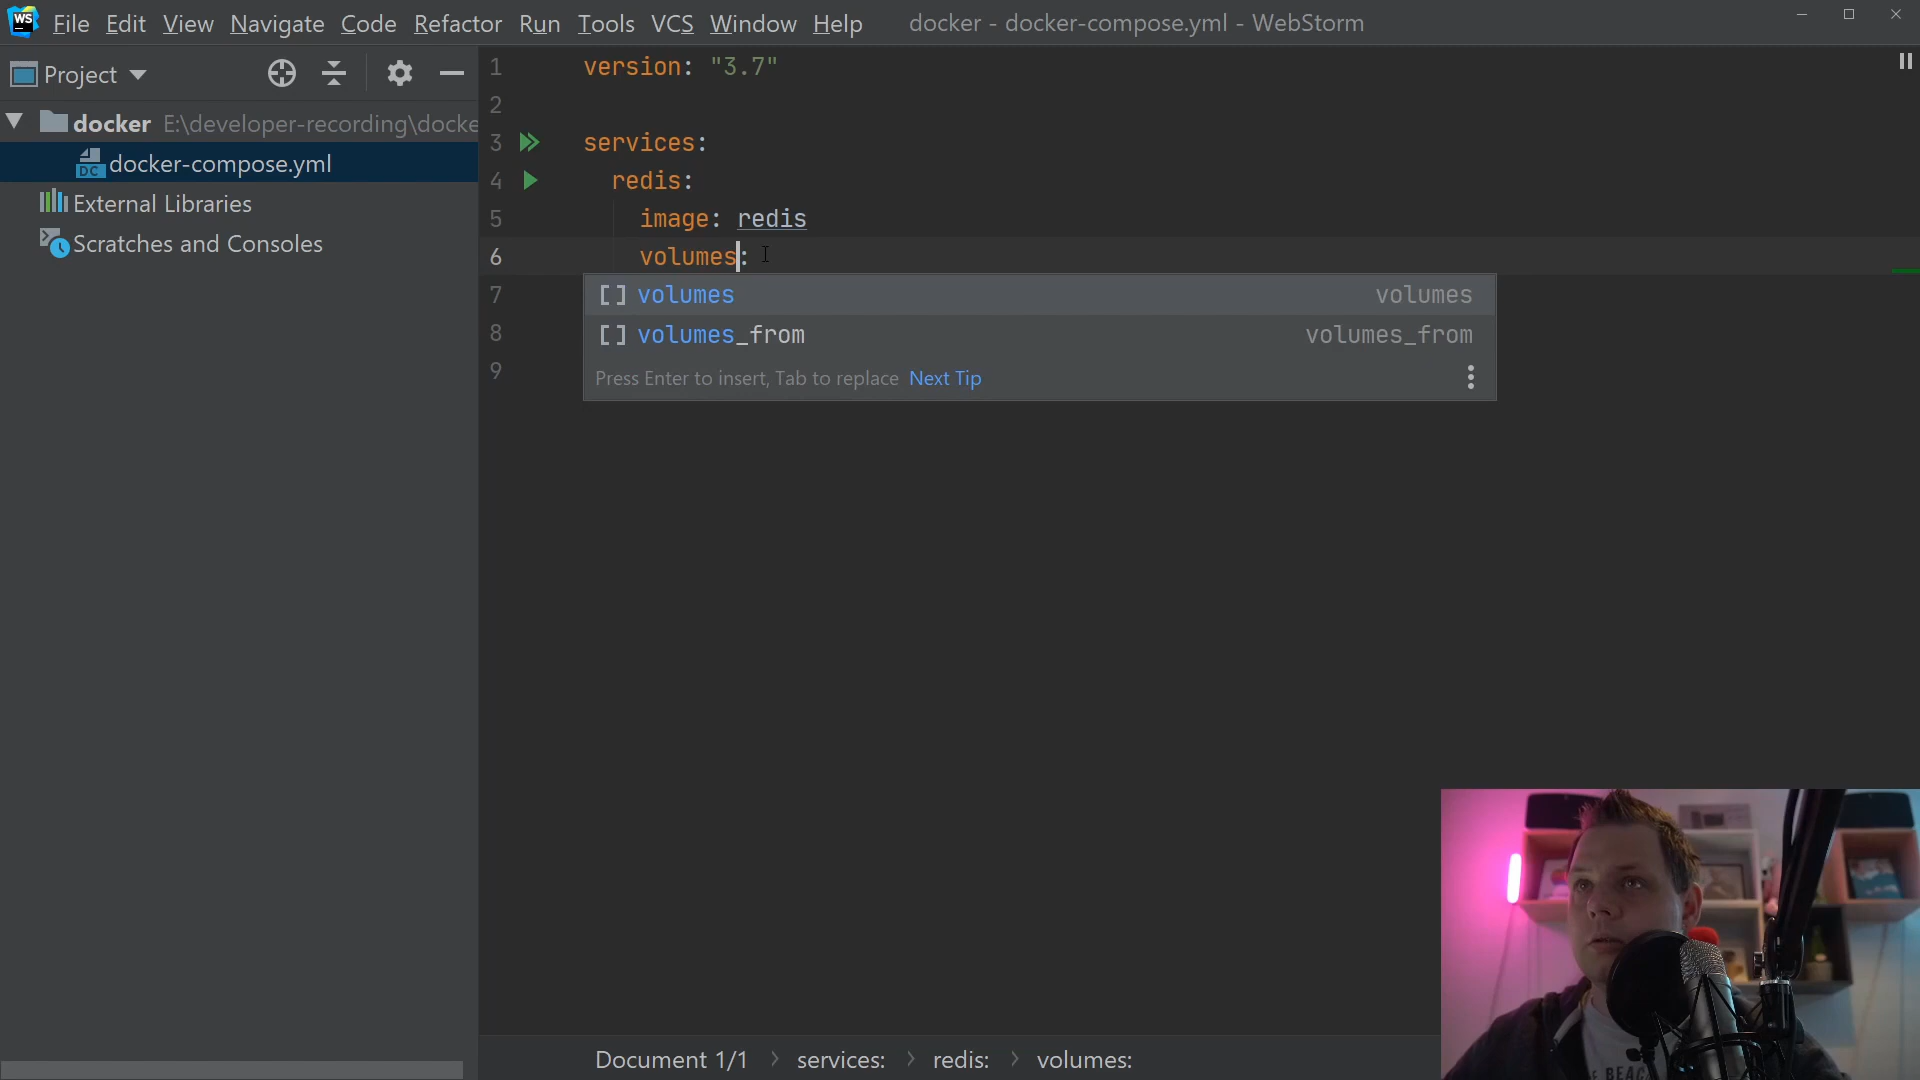 WS File Edit View Navigate Code Refactor Run Tools VCS Window Help docker - docker-compose.yml - WebStorm
Project
docker E:\developer-recording\docke
DC docker-compose.yml
External Libraries
Scratches and Consoles
1 version: "3.7"
2
3 services:
4 redis:
5 image: redis
6 volumes:
7
8
9
[] volumes volumes
[] volumes_from volumes_from
Press Enter to insert, Tab to replace Next Tip
Document 1/1 > services: > redis: > volumes: